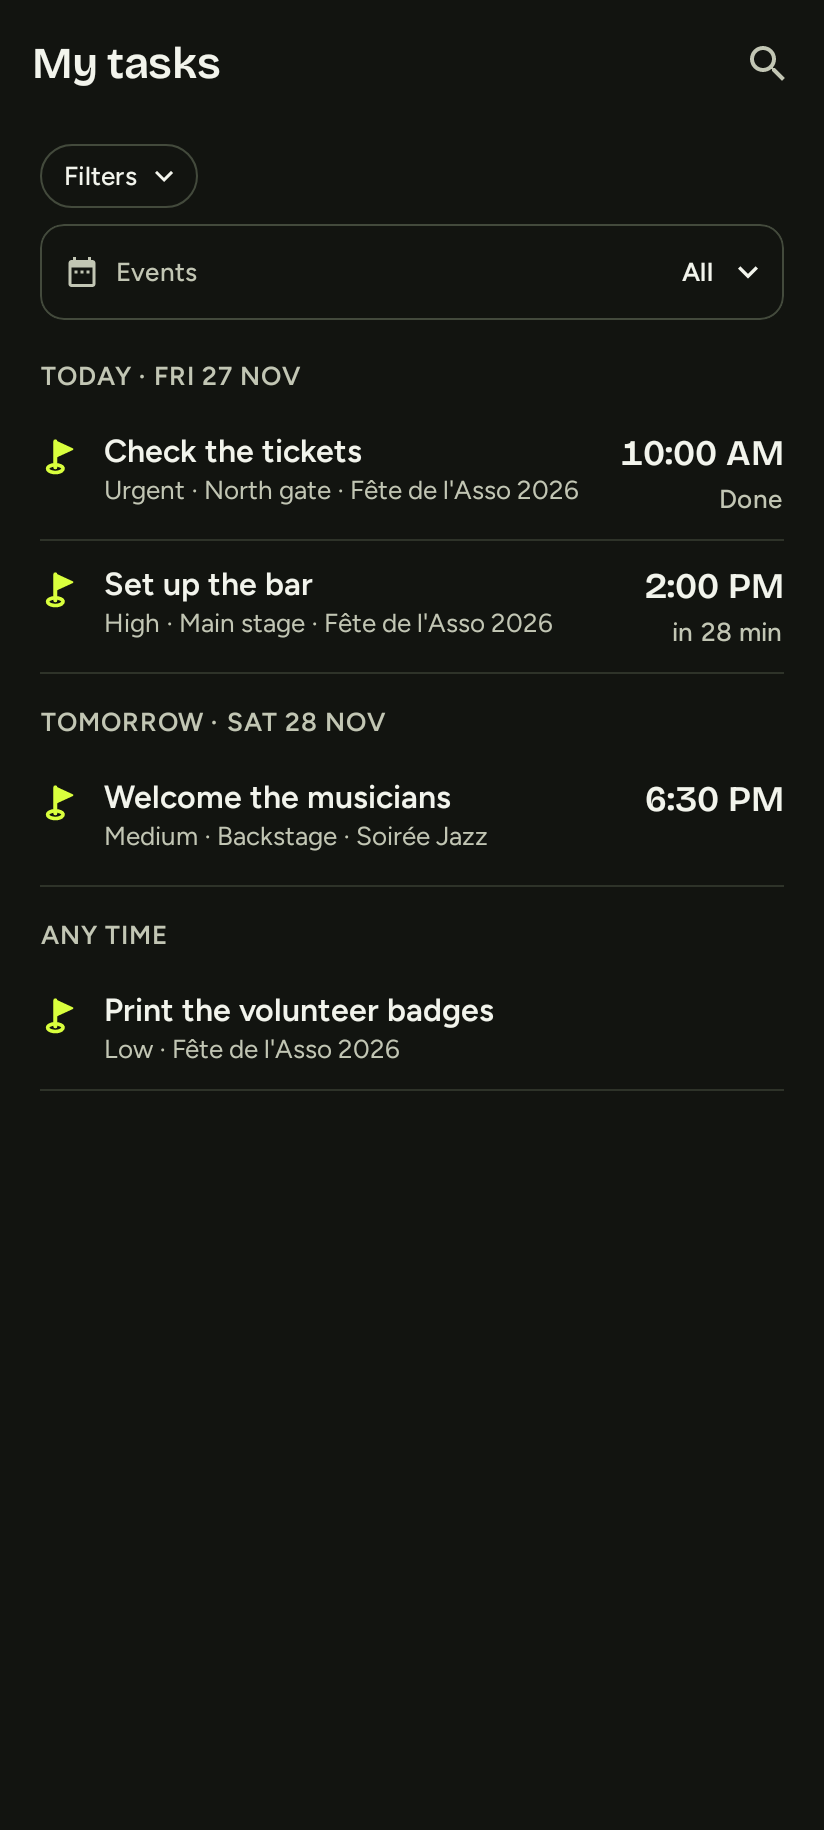 My tasks
Filters
Events All
TODAY · FRI 27 NOV
Check the tickets 10:00 AM
Urgent · North gate · Fête de l'Asso 2026 Done
Set up the bar 2:00 PM
High · Main stage · Fête de l'Asso 2026 in 28 min
TOMORROW · SAT 28 NOV
Welcome the musicians 6:30 PM
Medium · Backstage · Soirée Jazz
ANY TIME
Print the volunteer badges
Low · Fête de l'Asso 2026